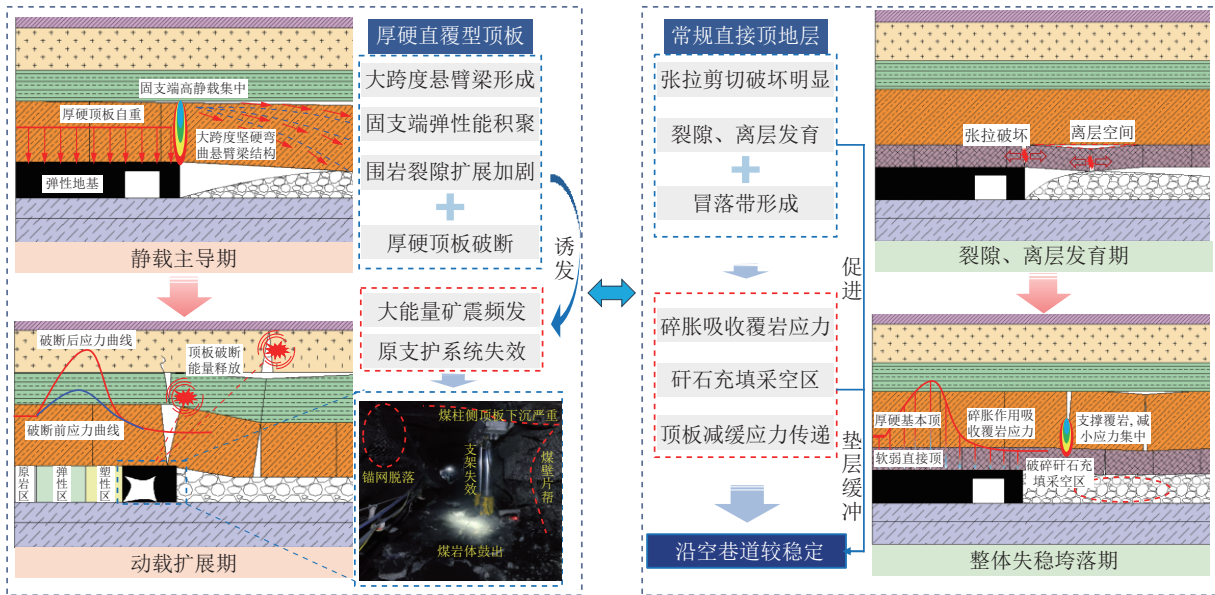 固支端高静载集中
厚硬顶板自重
大跨度坚硬弯
曲悬臂梁结构
弹性地基
静载主导期
破断后应力曲线
顶板破断
能量释放
破断前应力曲线
原岩区
弹性区
塑性区
动载扩展期
厚硬直覆型顶板
大跨度悬臂梁形成
固支端弹性能积聚
围岩裂隙扩展加剧
厚硬顶板破断
诱发
大能量矿震频发
原支护系统失效
煤柱侧顶板下沉严重
锚网脱落
支架失效
煤壁片帮
煤岩体鼓出
常规直接顶地层
张拉剪切破坏明显
裂隙、离层发育
冒落带形成
促进
碎胀吸收覆岩应力
矸石充填采空区
顶板减缓应力传递
垫层缓冲
沿空巷道较稳定
张拉破坏
离层空间
裂隙、离层发育期
厚硬基本顶
碎胀作用吸
收覆岩应力
支撑覆岩,减
小应力集中
软弱直接顶
破碎矸石充
填采空区
整体失稳垮落期